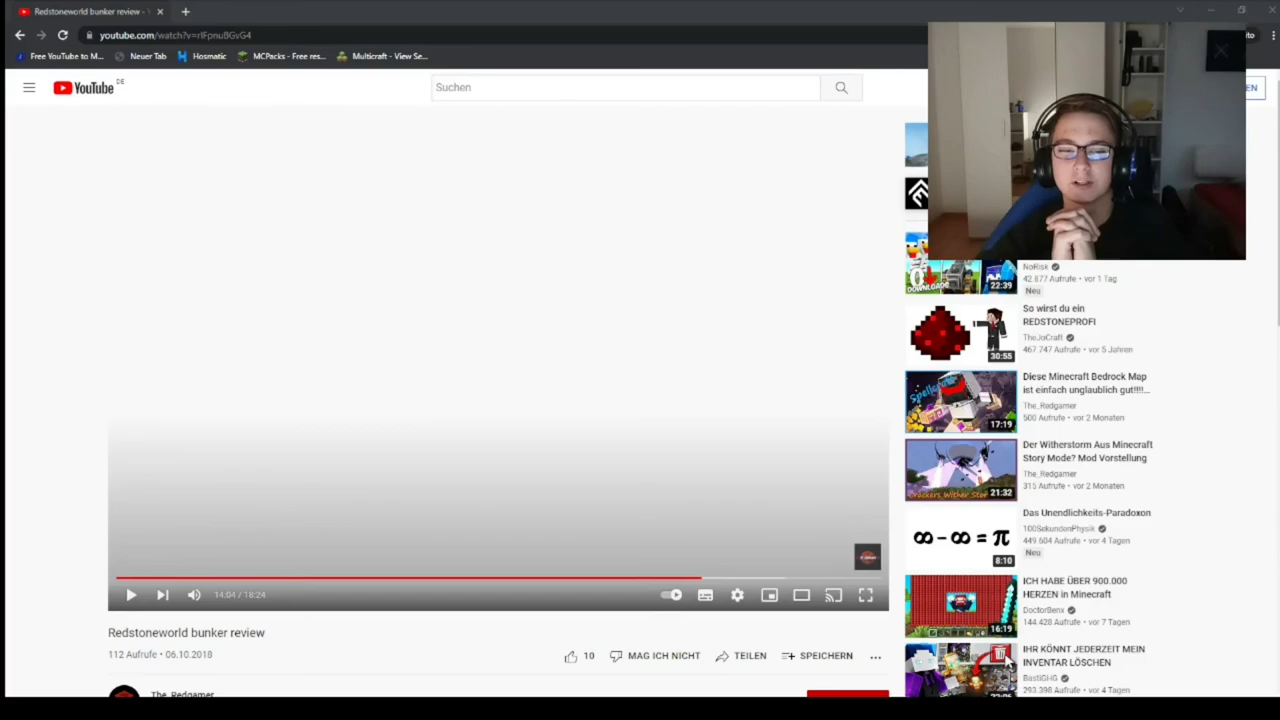 Redstoneworld bunker review -
youtube.com/watch?v=
Free YouTube to M...
Neuer Tab
Hosmatic
MCPacks - Free res...
Multicraft - View Se...
YouTube DE
Suchen
EN
NoRisk
42.877 Aufrufe • vor 1 Tag
Neu
22:39
So wirst du ein
REDSTONEPROFI
TheJoCraft
467.747 Aufrufe • vor 5 Jahren
30:55
Diese Minecraft Bedrock Map
ist einfach unglaublich gut!!!!...
The_Redgamer
500 Aufrufe • vor 2 Monaten
17:19
Der Witherstorm Aus Minecraft
Story Mode? Mod Vorstellung
The_Redgamer
315 Aufrufe • vor 2 Monaten
Crackers Wither Stor
21:32
Das Unendlichkeits-Paradoxon
100SekundenPhysik
449.604 Aufrufe • vor 4 Tagen
Neu
∞ - ∞ = π
8:10
ICH HABE ÜBER 900.000
HERZEN in Minecraft
DoctorBenx
144.428 Aufrufe • vor 7 Tagen
16:19
IHR KÖNNT JEDERZEIT MEIN
INVENTAR LÖSCHEN
BastiGHG
293.398 Aufrufe • vor 4 Tagen
14:04 / 18:24
Redstoneworld bunker review
112 Aufrufe • 06.10.2018
10
MAG ICH NICHT
TEILEN
SPEICHERN
The_Redgamer